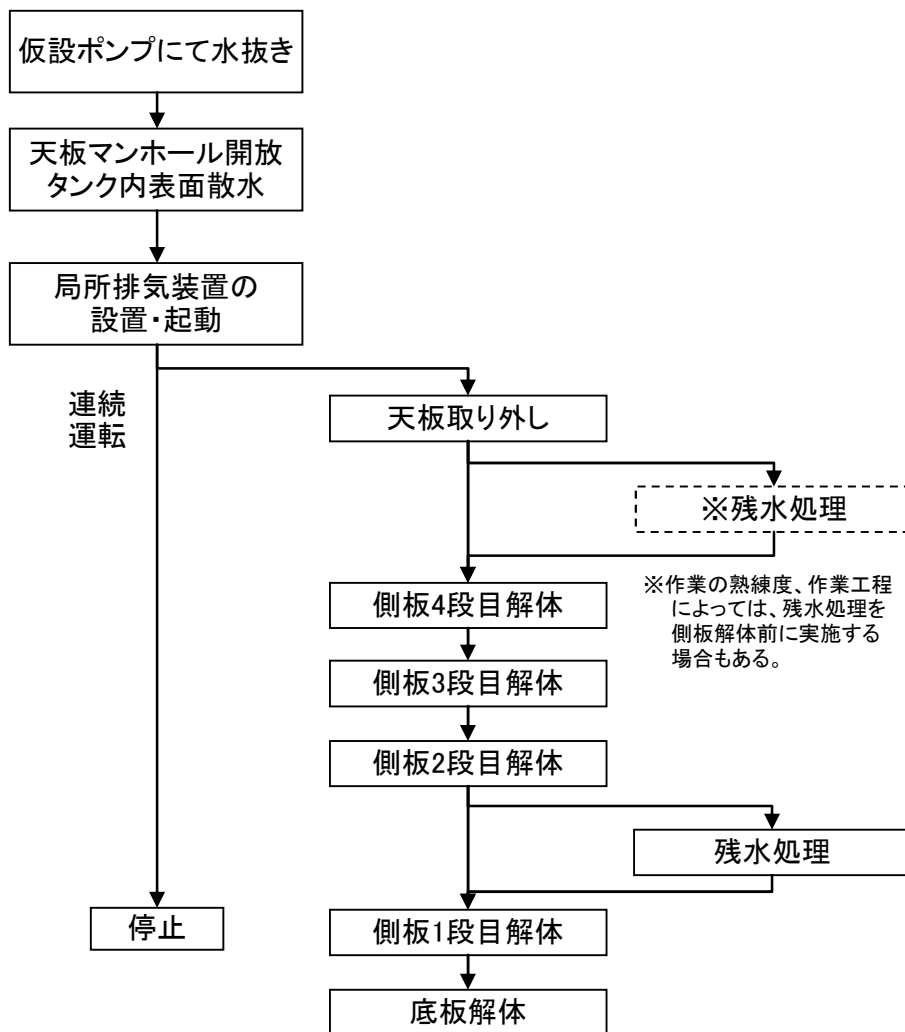 仮設ポンプにて水抜き
天板マンホール開放
タンク内表面散水
局所排気装置の
設置・起動
連続
運転
天板取り外し
※残水処理
※作業の熟練度、作業工程
によっては、残水処理を
側板解体前に実施する
場合もある。
側板4段目解体
側板3段目解体
側板2段目解体
残水処理
停止
側板1段目解体
底板解体